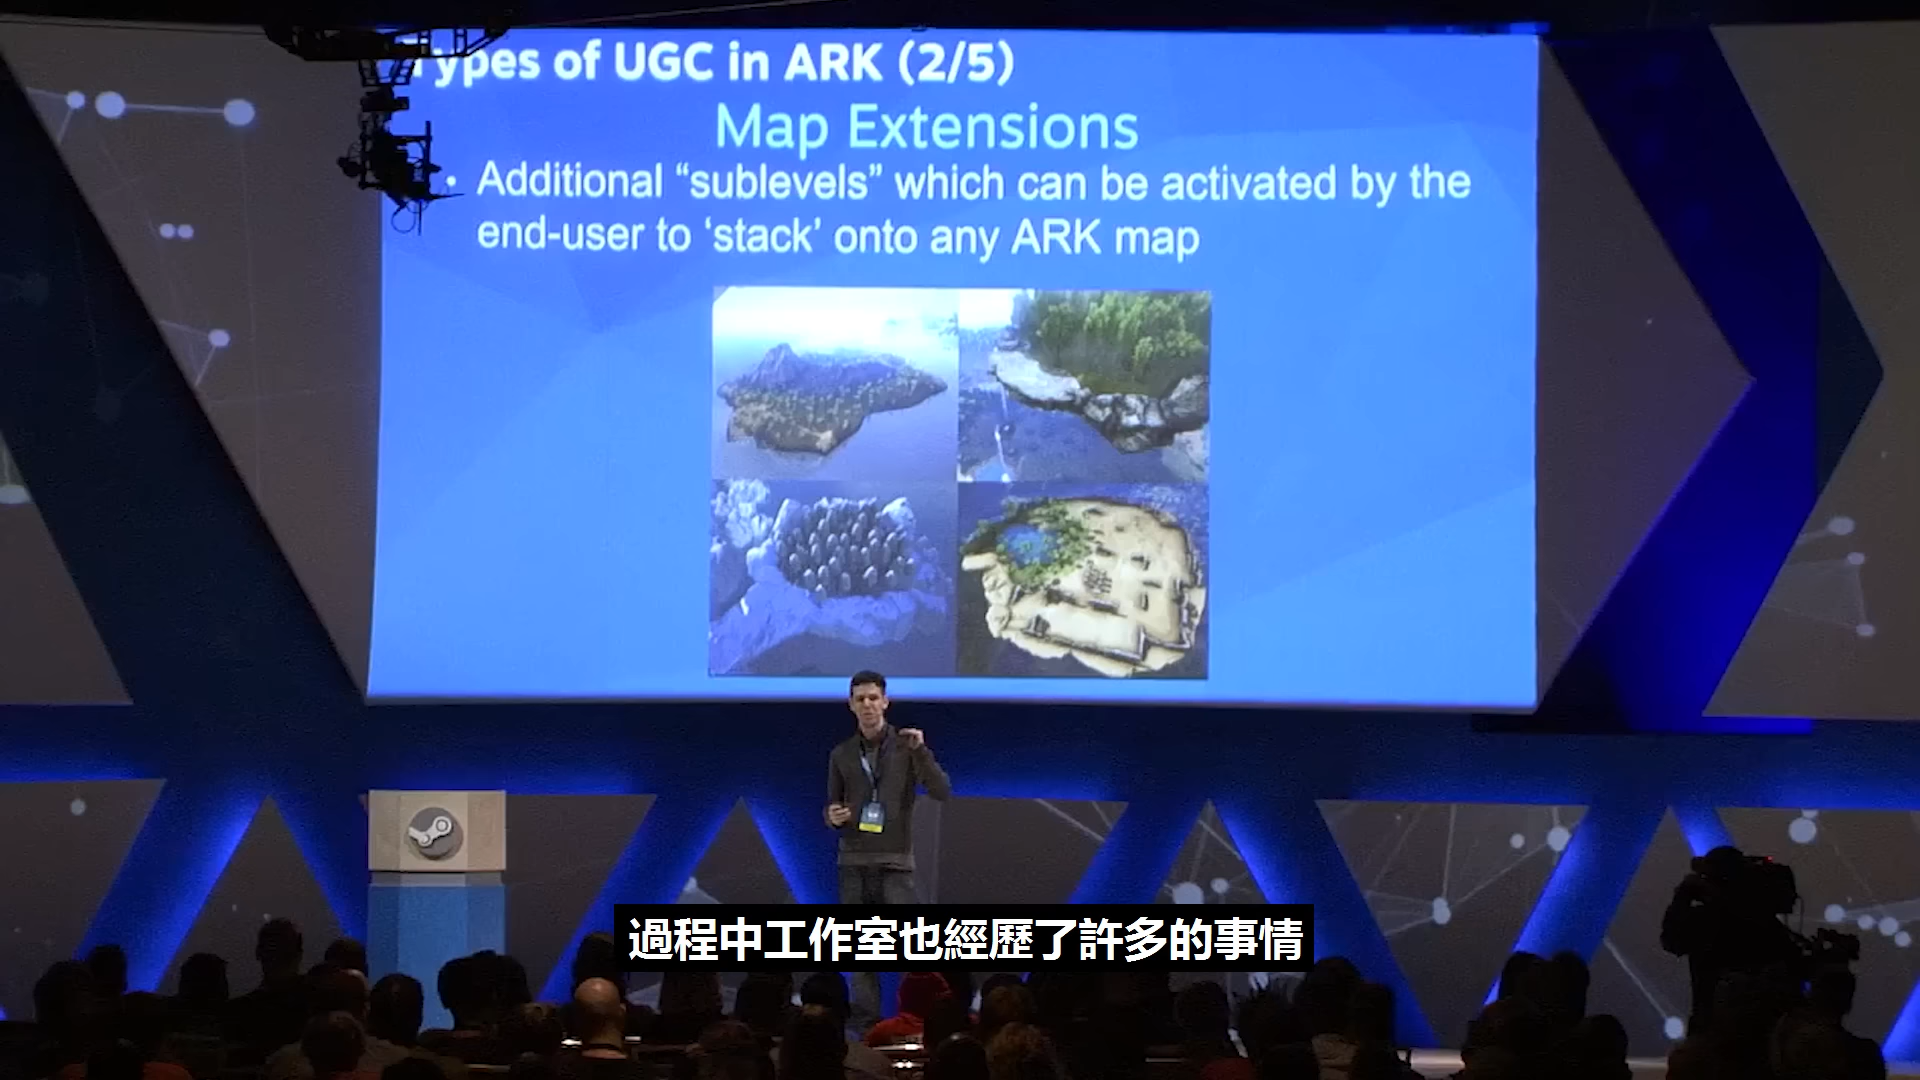 Types of UGC in ARK (2/5)
Map Extensions
• Additional “sublevels” which can be activated by the
end-user to ‘stack’ onto any ARK map
過程中工作室也經歷了許多的事情